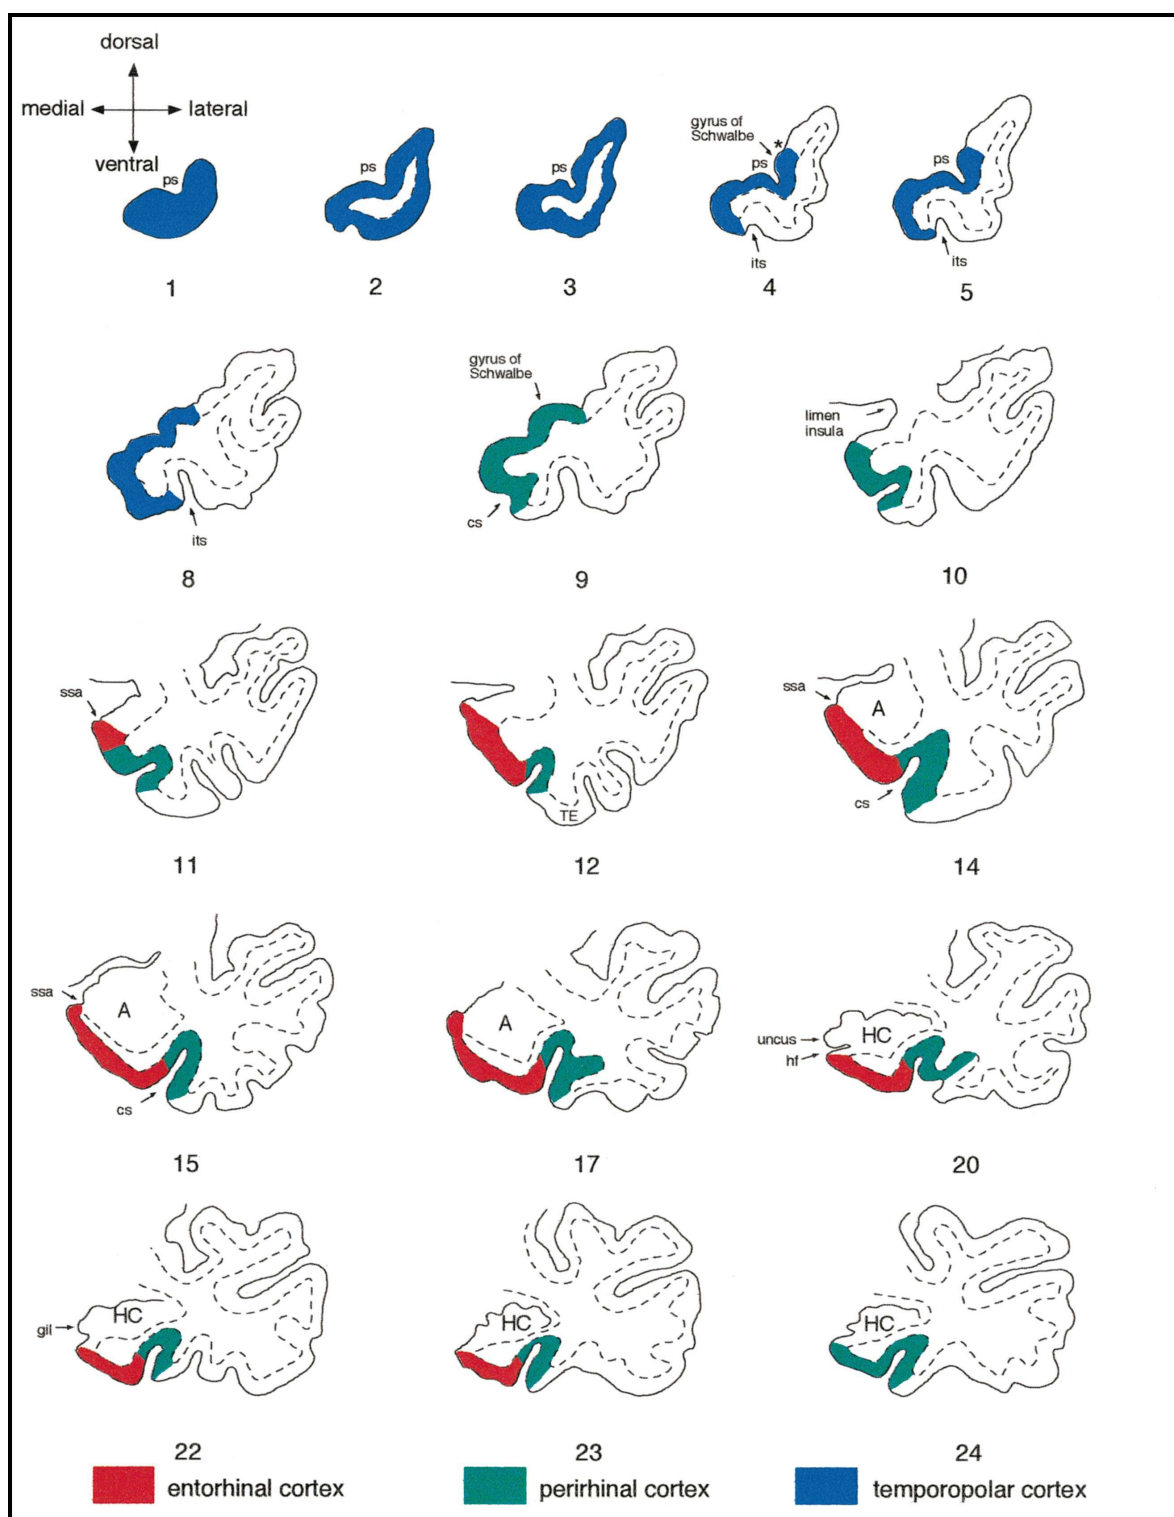 dorsal
medial lateral
ventral
ps
ps
ps
gyrus of
Schwalbe
*
ps
its
ps
its
1 2 3 4 5
its
gyrus of
Schwalbe
cs
limen
insula
8 9 10
ssa
TE
ssa
A
cs
11 12 14
ssa
A
cs
A
uncus
HC
hf
15 17 20
HC
gil
HC
HC
22 23 24
entorhinal cortex perirhinal cortex temporopolar cortex